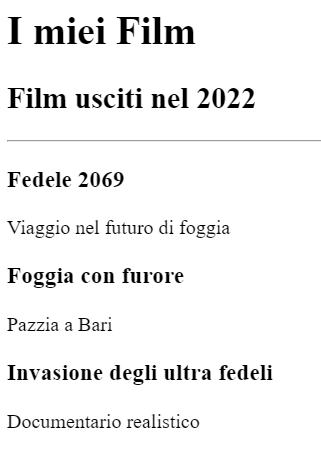 I miei Film
Film usciti nel 2022
Fedele 2069
Viaggio nel futuro di foggia
Foggia con furore
Pazzia a Bari
Invasione degli ultra fedeli
Documentario realistico